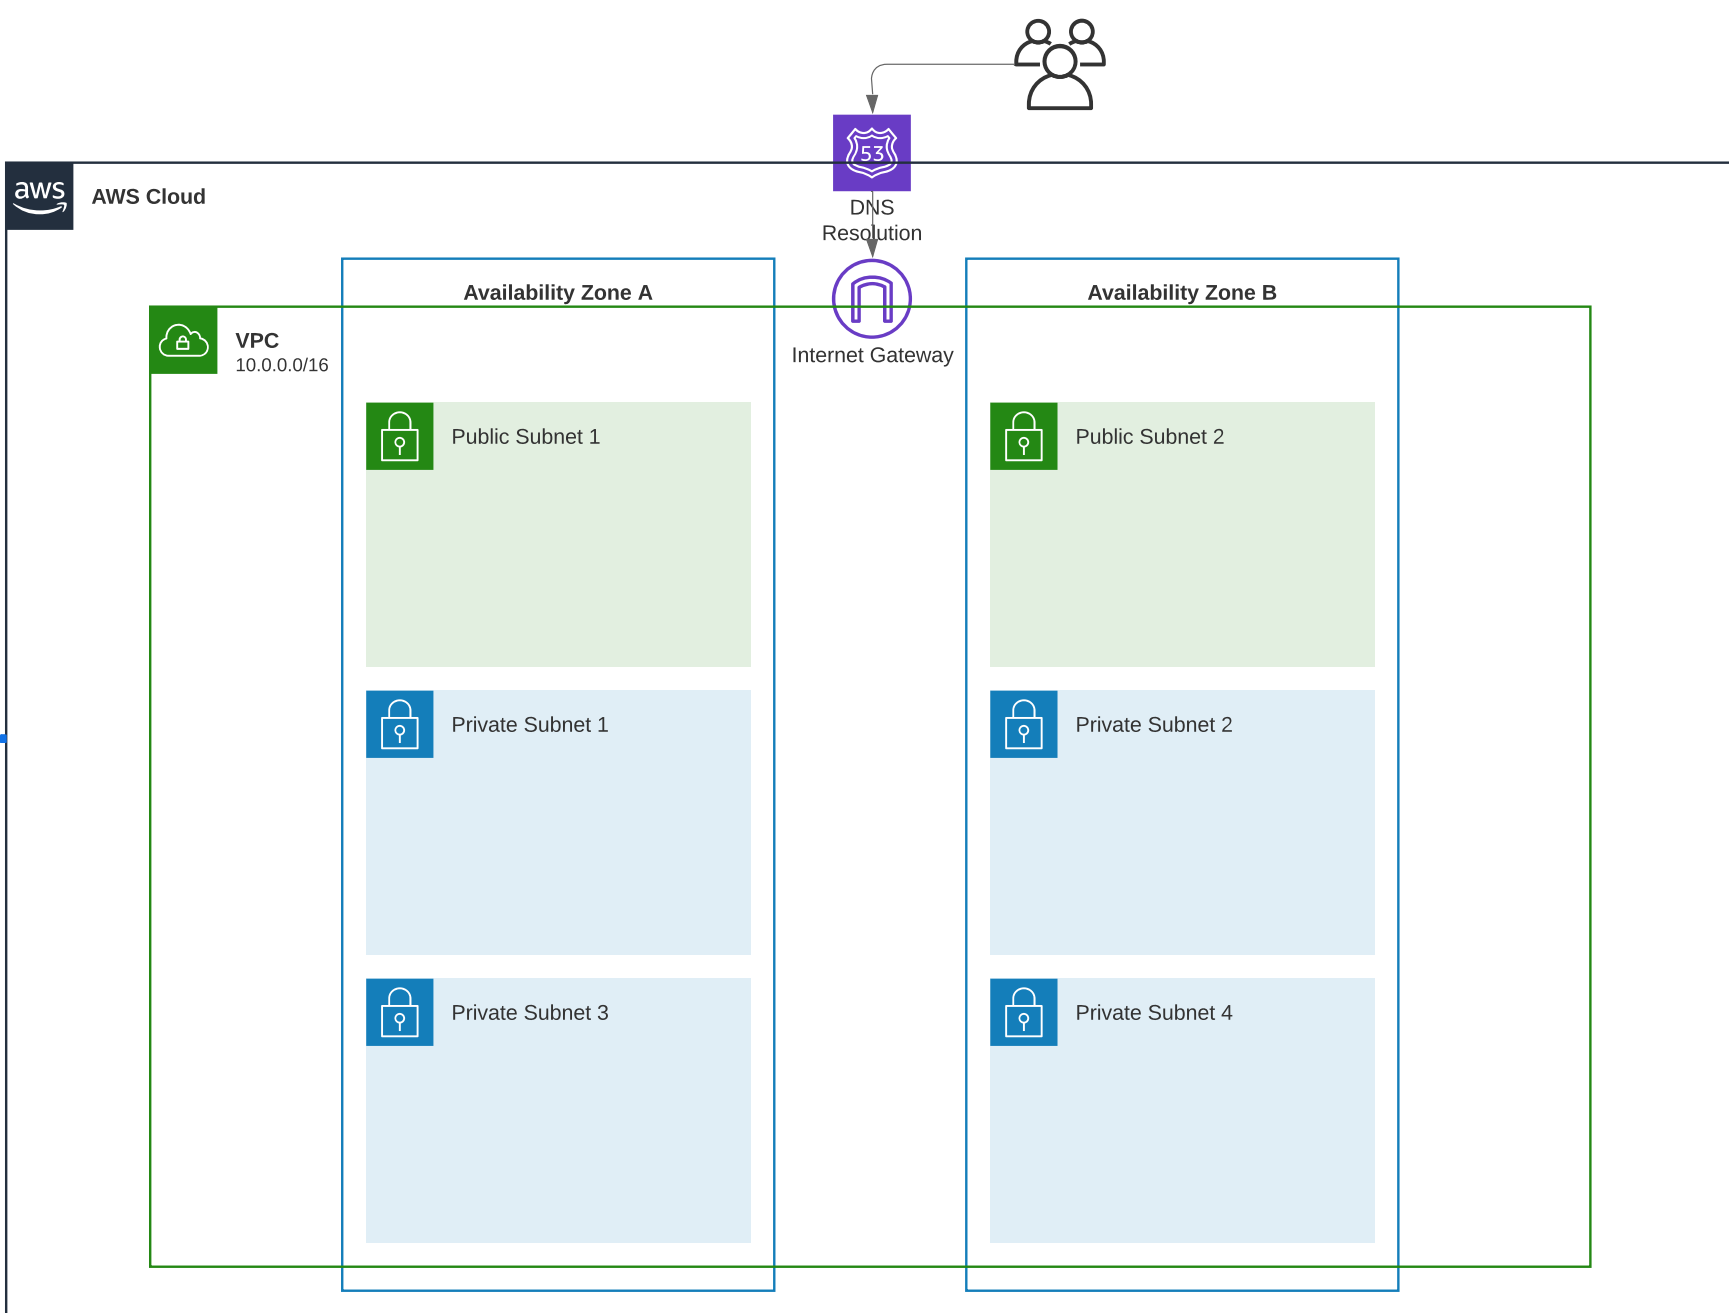 53
aws
AWS Cloud
DNS
Resolution
Availability Zone A
Availability Zone B
VPC
10.0.0.0/16
Internet Gateway
Public Subnet 1
Public Subnet 2
Private Subnet 1
Private Subnet 2
Private Subnet 3
Private Subnet 4